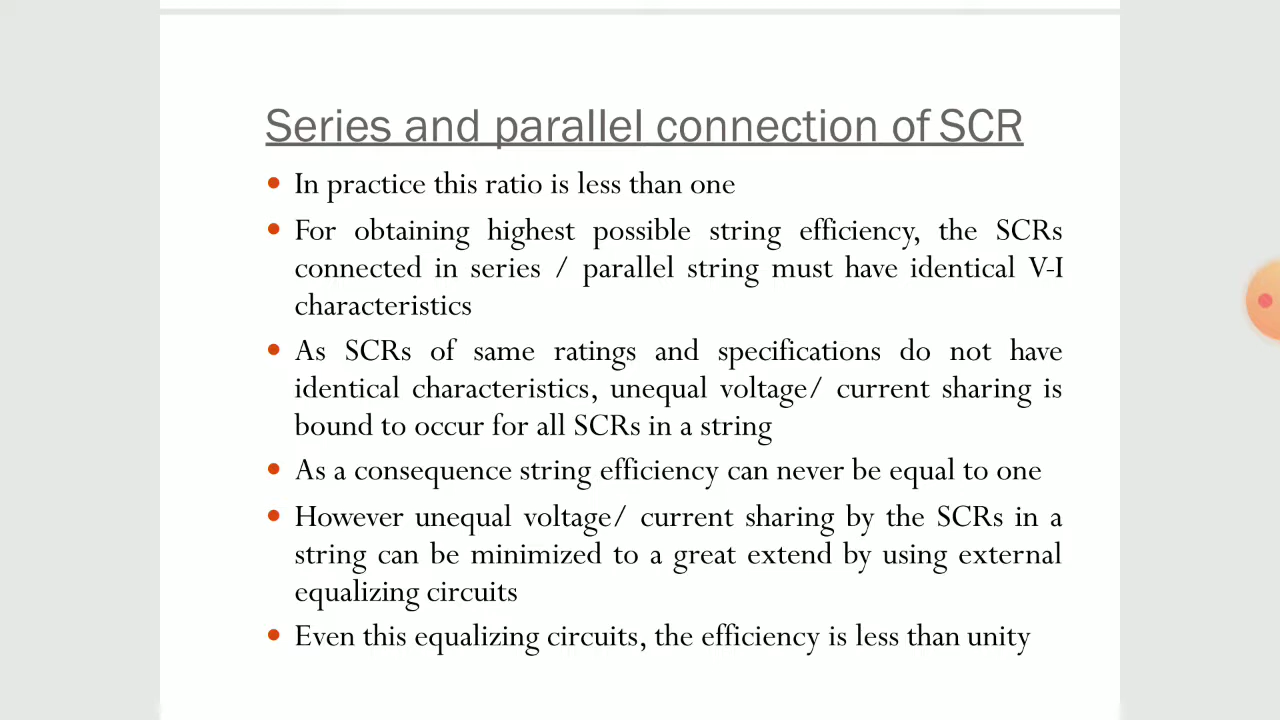 Series and parallel connection of SCR
• In practice this ratio is less than one
• For obtaining highest possible string efficiency, the SCRs
connected in series / parallel string must have identical V-I
characteristics
• As SCRs of same ratings and specifications do not have
identical characteristics, unequal voltage/ current sharing is
bound to occur for all SCRs in a string
• As a consequence string efficiency can never be equal to one
• However unequal voltage/ current sharing by the SCRs in a
string can be minimized to a great extend by using external
equalizing circuits
• Even this equalizing circuits, the efficiency is less than unity